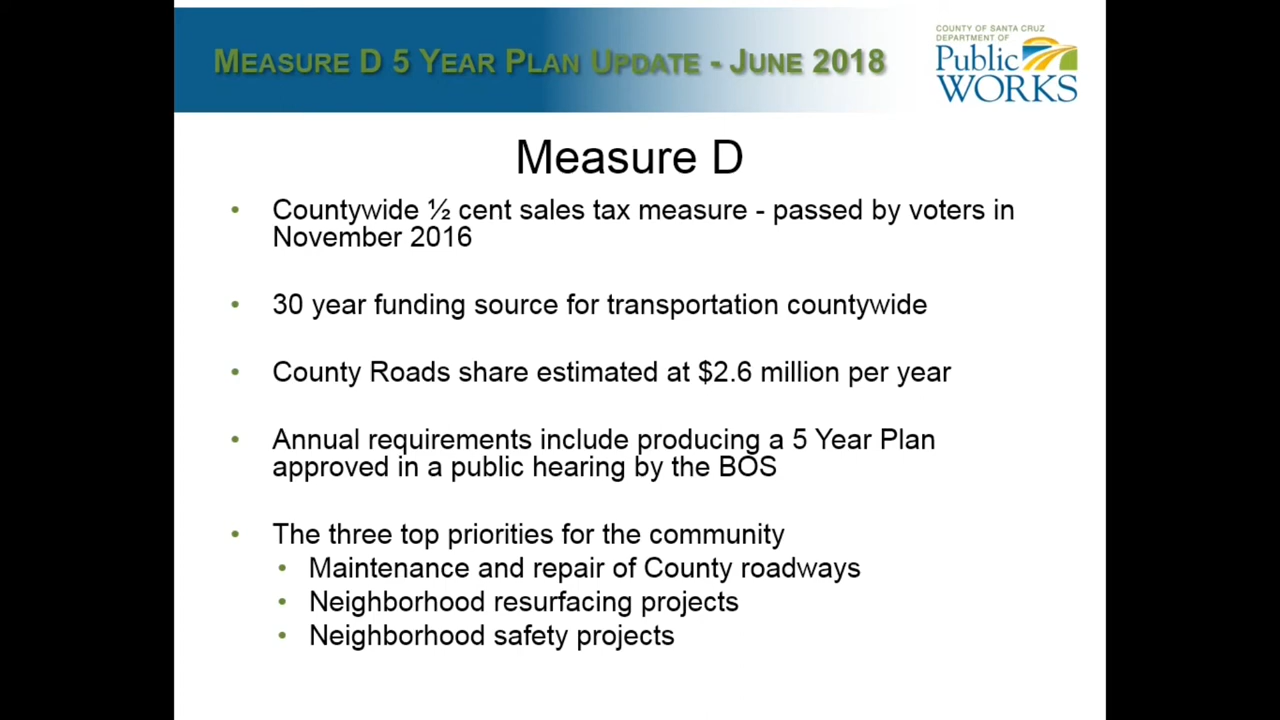 MEASURE D 5 YEAR PLAN UPDATE - JUNE 2018
COUNTY OF SANTA CRUZ
DEPARTMENT OF
Public
WORKS
Measure D
• Countywide ½ cent sales tax measure - passed by voters in
November 2016
• 30 year funding source for transportation countywide
• County Roads share estimated at $2.6 million per year
• Annual requirements include producing a 5 Year Plan
approved in a public hearing by the BOS
• The three top priorities for the community
• Maintenance and repair of County roadways
• Neighborhood resurfacing projects
• Neighborhood safety projects